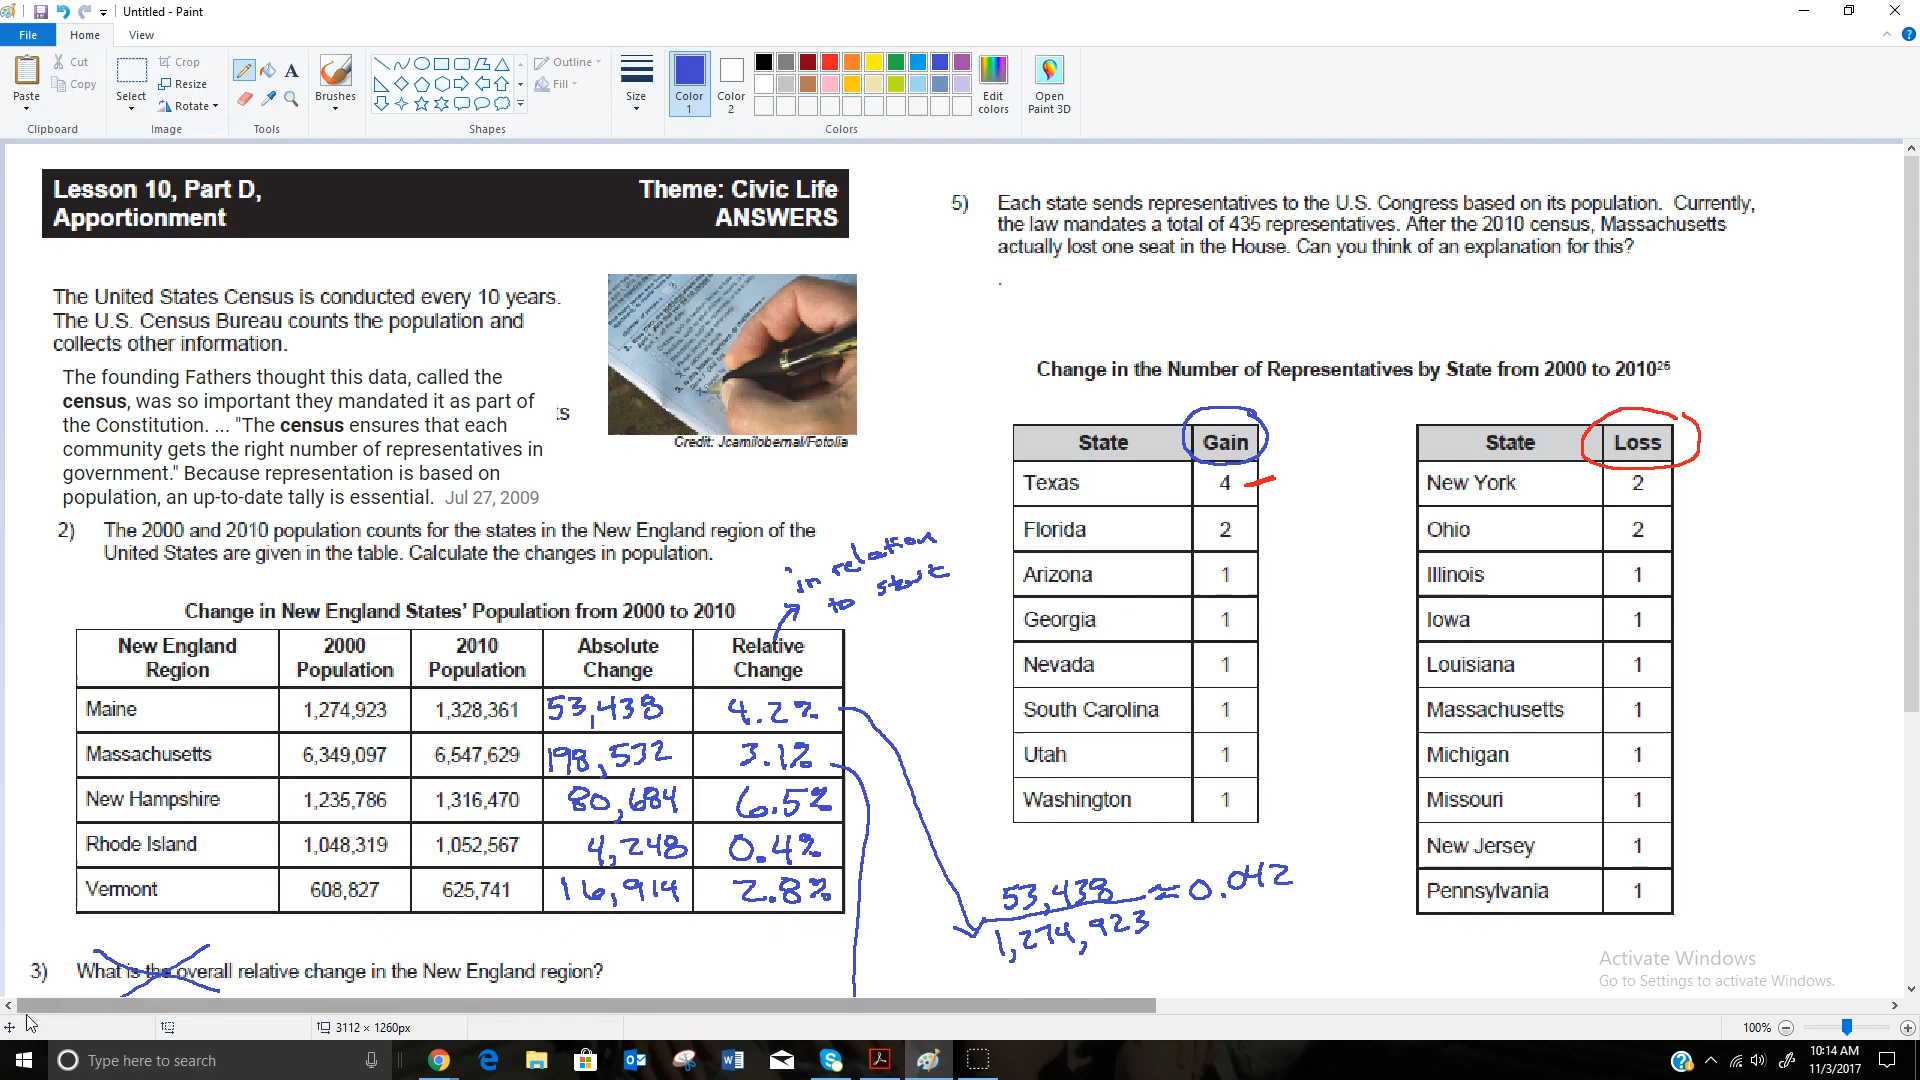 Untitled - Paint
File
Home
View
Paste
Cut
Copy
Clipboard
Select
Crop
Resize
Rotate
Image
Tools
Brushes
Shapes
Outline
Fill
Size
Color
1
Color
2
Edit
colors
Colors
Open
Paint 3D
Lesson 10, Part D,
Apportionment
Theme: Civic Life
ANSWERS
The United States Census is conducted every 10 years.
The U.S. Census Bureau counts the population and
collects other information.
The founding Fathers thought this data, called the
census, was so important they mandated it as part of
the Constitution. ... "The census ensures that each
community gets the right number of representatives in
government." Because representation is based on
population, an up-to-date tally is essential. Jul 27, 2009
ts
Credit: Jcamilobernal/Fotolia
2) The 2000 and 2010 population counts for the states in the New England region of the
United States are given in the table. Calculate the changes in population.
in relation
to start
Change in New England States' Population from 2000 to 2010
New England Region 2000 Population 2010 Population Absolute Change Relative Change
Maine 1,274,923 1,328,361 53,438 4.2%
Massachusetts 6,349,097 6,547,629 198,532 3.1%
New Hampshire 1,235,786 1,316,470 80,684 6.5%
Rhode Island 1,048,319 1,052,567 4,248 0.4%
Vermont 608,827 625,741 16,914 2.8%
3) What is the overall relative change in the New England region?
5) Each state sends representatives to the U.S. Congress based on its population. Currently,
the law mandates a total of 435 representatives. After the 2010 census, Massachusetts
actually lost one seat in the House. Can you think of an explanation for this?
Change in the Number of Representatives by State from 2000 to 2010
State Gain
Texas 4
Florida 2
Arizona 1
Georgia 1
Nevada 1
South Carolina 1
Utah 1
Washington 1
State Loss
New York 2
Ohio 2
Illinois 1
Iowa 1
Louisiana 1
Massachusetts 1
Michigan 1
Missouri 1
New Jersey 1
Pennsylvania 1
53,438
1,274,923
≈ 0.042
Activate Windows
Go to Settings to activate Windows.
3112 × 1260px
100%
Type here to search
10:14 AM
11/3/2017